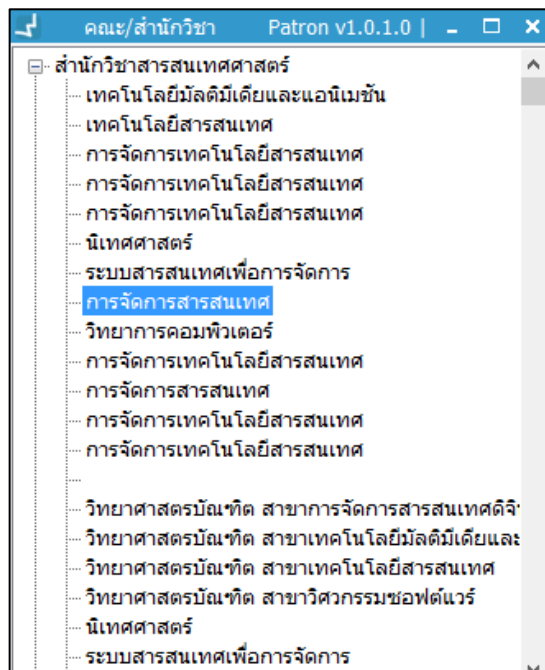 คณะ/สำนักวิชา Patron v1.0.1.0 |
สำนักวิชาสารสนเทศศาสตร์
เทคโนโลยีมัลติมีเดียและแอนิเมชั่น
เทคโนโลยีสารสนเทศ
การจัดการเทคโนโลยีสารสนเทศ
การจัดการเทคโนโลยีสารสนเทศ
การจัดการเทคโนโลยีสารสนเทศ
นิเทศศาสตร์
ระบบสารสนเทศเพื่อการจัดการ
การจัดการสารสนเทศ
วิทยาการคอมพิวเตอร์
การจัดการเทคโนโลยีสารสนเทศ
การจัดการสารสนเทศ
การจัดการเทคโนโลยีสารสนเทศ
การจัดการเทคโนโลยีสารสนเทศ
วิทยาศาสตรบัณฑิต สาขาการจัดการสารสนเทศดิจิ
วิทยาศาสตรบัณฑิต สาขาเทคโนโลยีมัลติมีเดียและ
วิทยาศาสตรบัณฑิต สาขาเทคโนโลยีสารสนเทศ
วิทยาศาสตรบัณฑิต สาขาวิศวกรรมซอฟต์แวร์
นิเทศศาสตร์
ระบบสารสนเทศเพื่อการจัดการ